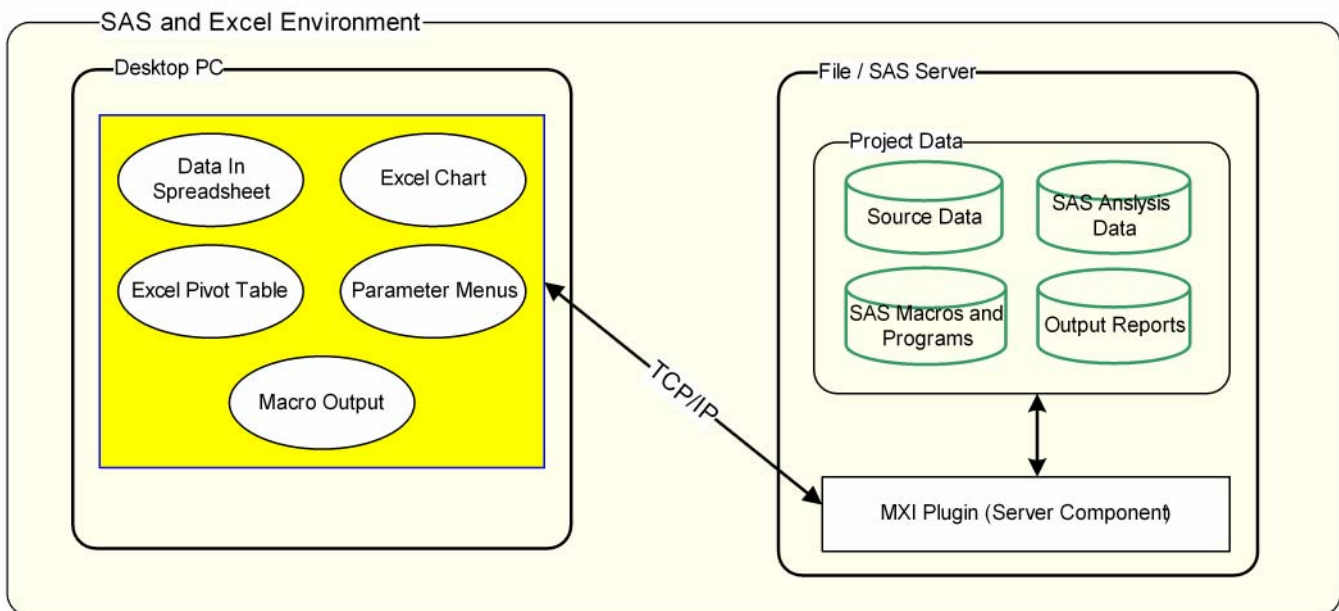 SAS and Excel Environment
Desktop PC
Data In
Spreadsheet
Excel Chart
Excel Pivot Table
Parameter Menus
Macro Output
TCP/IP
File / SAS Server
Project Data
Source Data
SAS Anslysis
Data
SAS Macros and
Programs
Output Reports
MXI Plugin (Server Component)